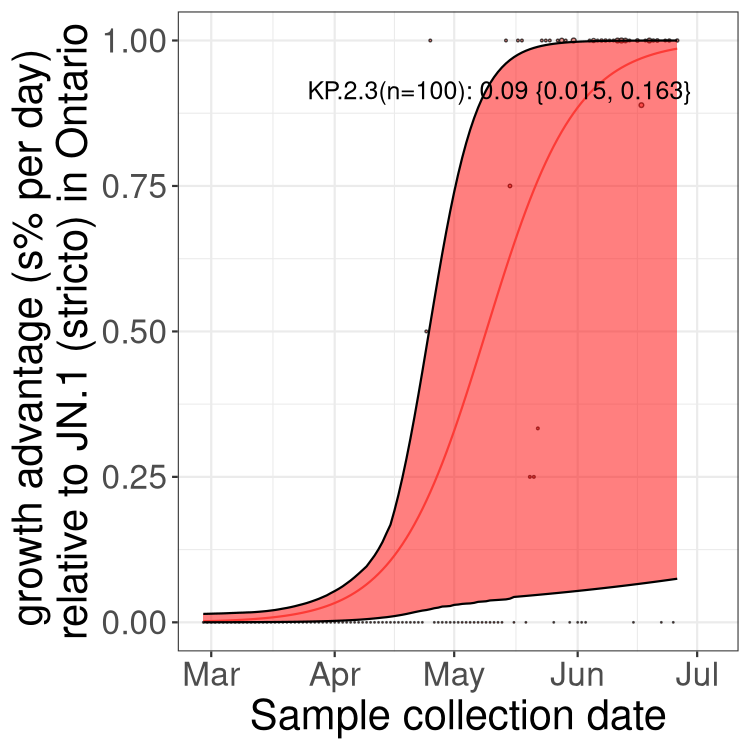 growth advantage (s% per day)
relative to JN.1 (stricto) in Ontario
1.00
0.75
0.50
0.25
0.00
KP.2.3(n=100): 0.09 {0.015, 0.163}
Mar Apr May Jun Jul
Sample collection date